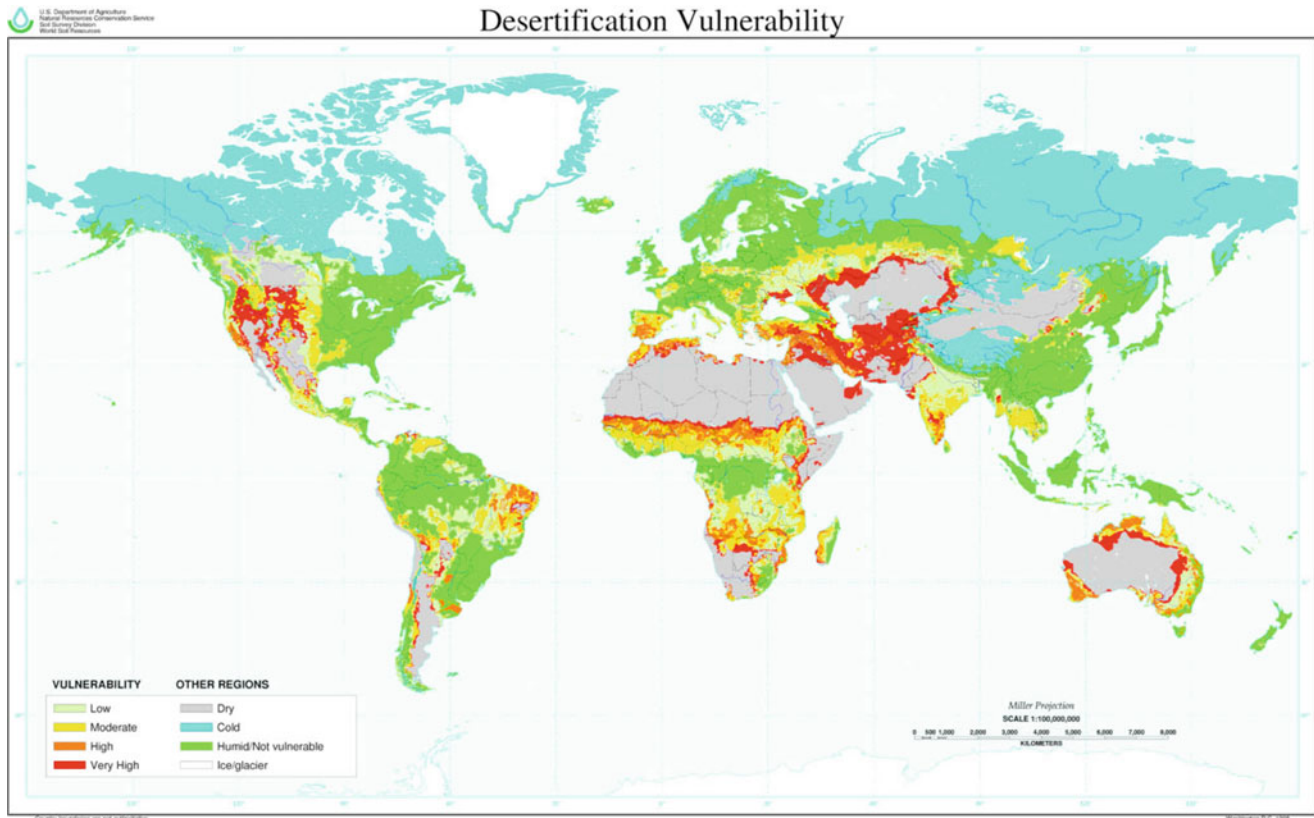 U.S. Department of Agriculture
Natural Resources Conservation Service
Soil Survey Division
World Soil Resources
Desertification Vulnerability
VULNERABILITY
Low
Moderate
High
Very High
OTHER REGIONS
Dry
Cold
Humid/Not vulnerable
Ice/glacier
Miller Projection
SCALE 1:100,000,000
0 500 1,000 2,000 3,000 4,000 5,000 6,000 7,000 8,000
KILOMETERS